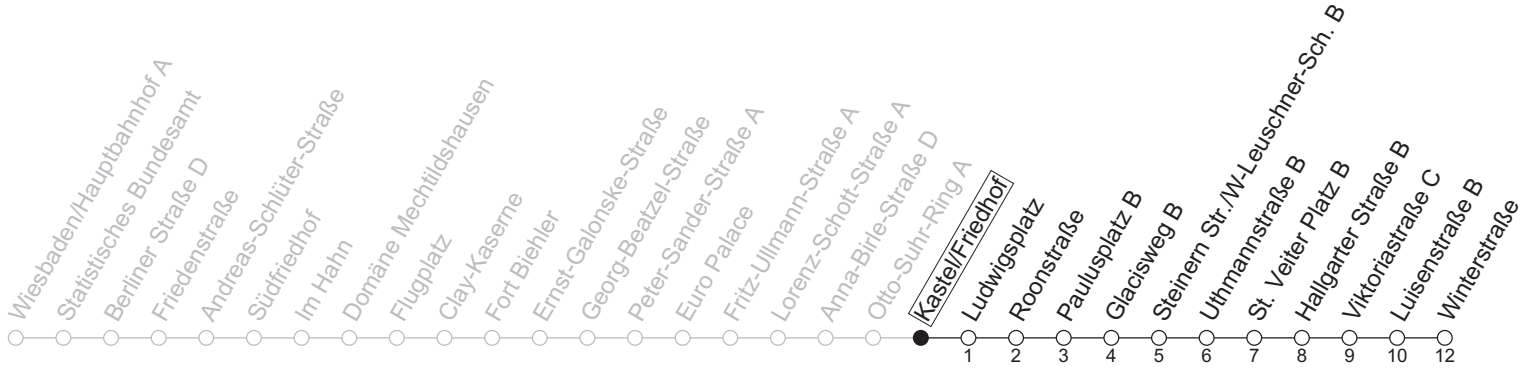 Wiesbaden/Hauptbahnhof A
Statistisches Bundesamt
Berliner Straße D
Friedenstraße
Andreas-Schlüter-Straße
Südfriedhof
Im Hahn
Domäne Mechtildshausen
Flugplatz
Clay-Kaserne
Fort Biehler
Ernst-Galonske-Straße
Georg-Beatzel-Straße
Peter-Sander-Straße A
Euro Palace
Fritz-Ullmann-Straße A
Lorenz-Schott-Straße A
Anna-Birle-Straße D
Otto-Suhr-Ring A
Kastel/Friedhof
Ludwigsplatz
Roonstraße
Paulusplatz B
Glacisweg B
Steinern Str./W-Leuschner-Sch. B
Uthmannstraße B
St. Veiter Platz B
Hallgarter Straße B
Viktoriastraße C
Luisenstraße B
Winterstraße
1 2 3 4 5 6 7 8 9 10 12